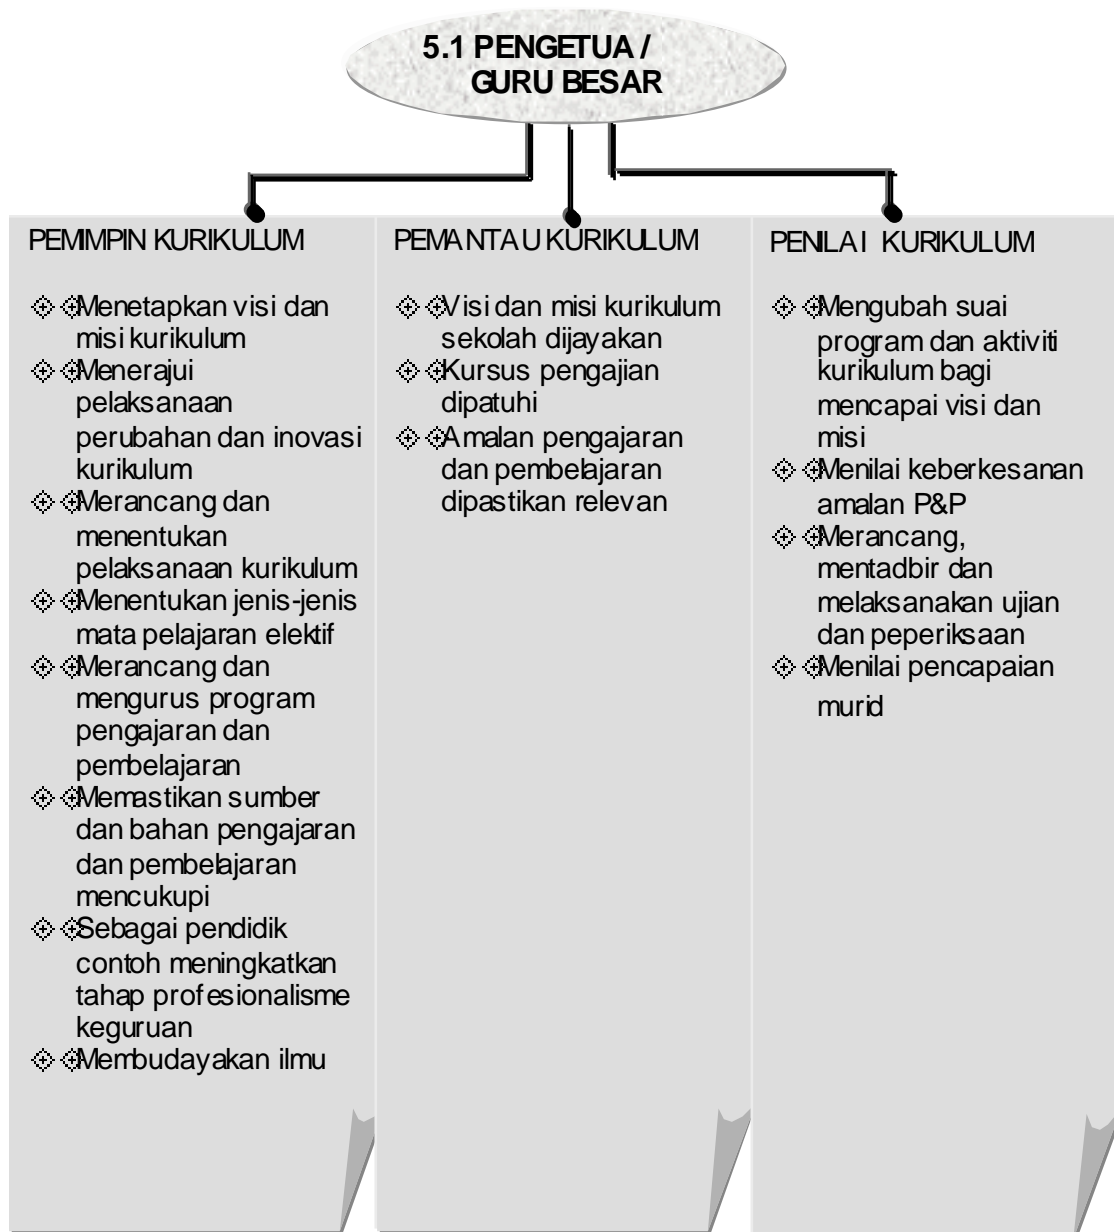 5.1 PENGETUA /
GURU BESAR
PEMIMPIN KURIKULUM
Menetapkan visi dan
misi kurikulum
Menerajui
pelaksanaan
perubahan dan inovasi
kurikulum
Merancang dan
menentukan
pelaksanaan kurikulum
Menentukan jenis-jenis
mata pelajaran elektif
Merancang dan
mengurus program
pengajaran dan
pembelajaran
Memastikan sumber
dan bahan pengajaran
dan pembelajaran
mencukupi
Sebagai pendidik
contoh meningkatkan
tahap profesionalisme
keguruan
Membudayakan ilmu
PEMANTAU KURIKULUM
Visi dan misi kurikulum
sekolah dijayakan
Kursus pengajian
dipatuhi
Amalan pengajaran
dan pembelajaran
dipastikan relevan
PENILAI KURIKULUM
Mengubah suai
program dan aktiviti
kurikulum bagi
mencapai visi dan
misi
Menilai keberkesanan
amalan P&P
Merancang,
mentadbir dan
melaksanakan ujian
dan peperiksaan
Menilai pencapaian
murid